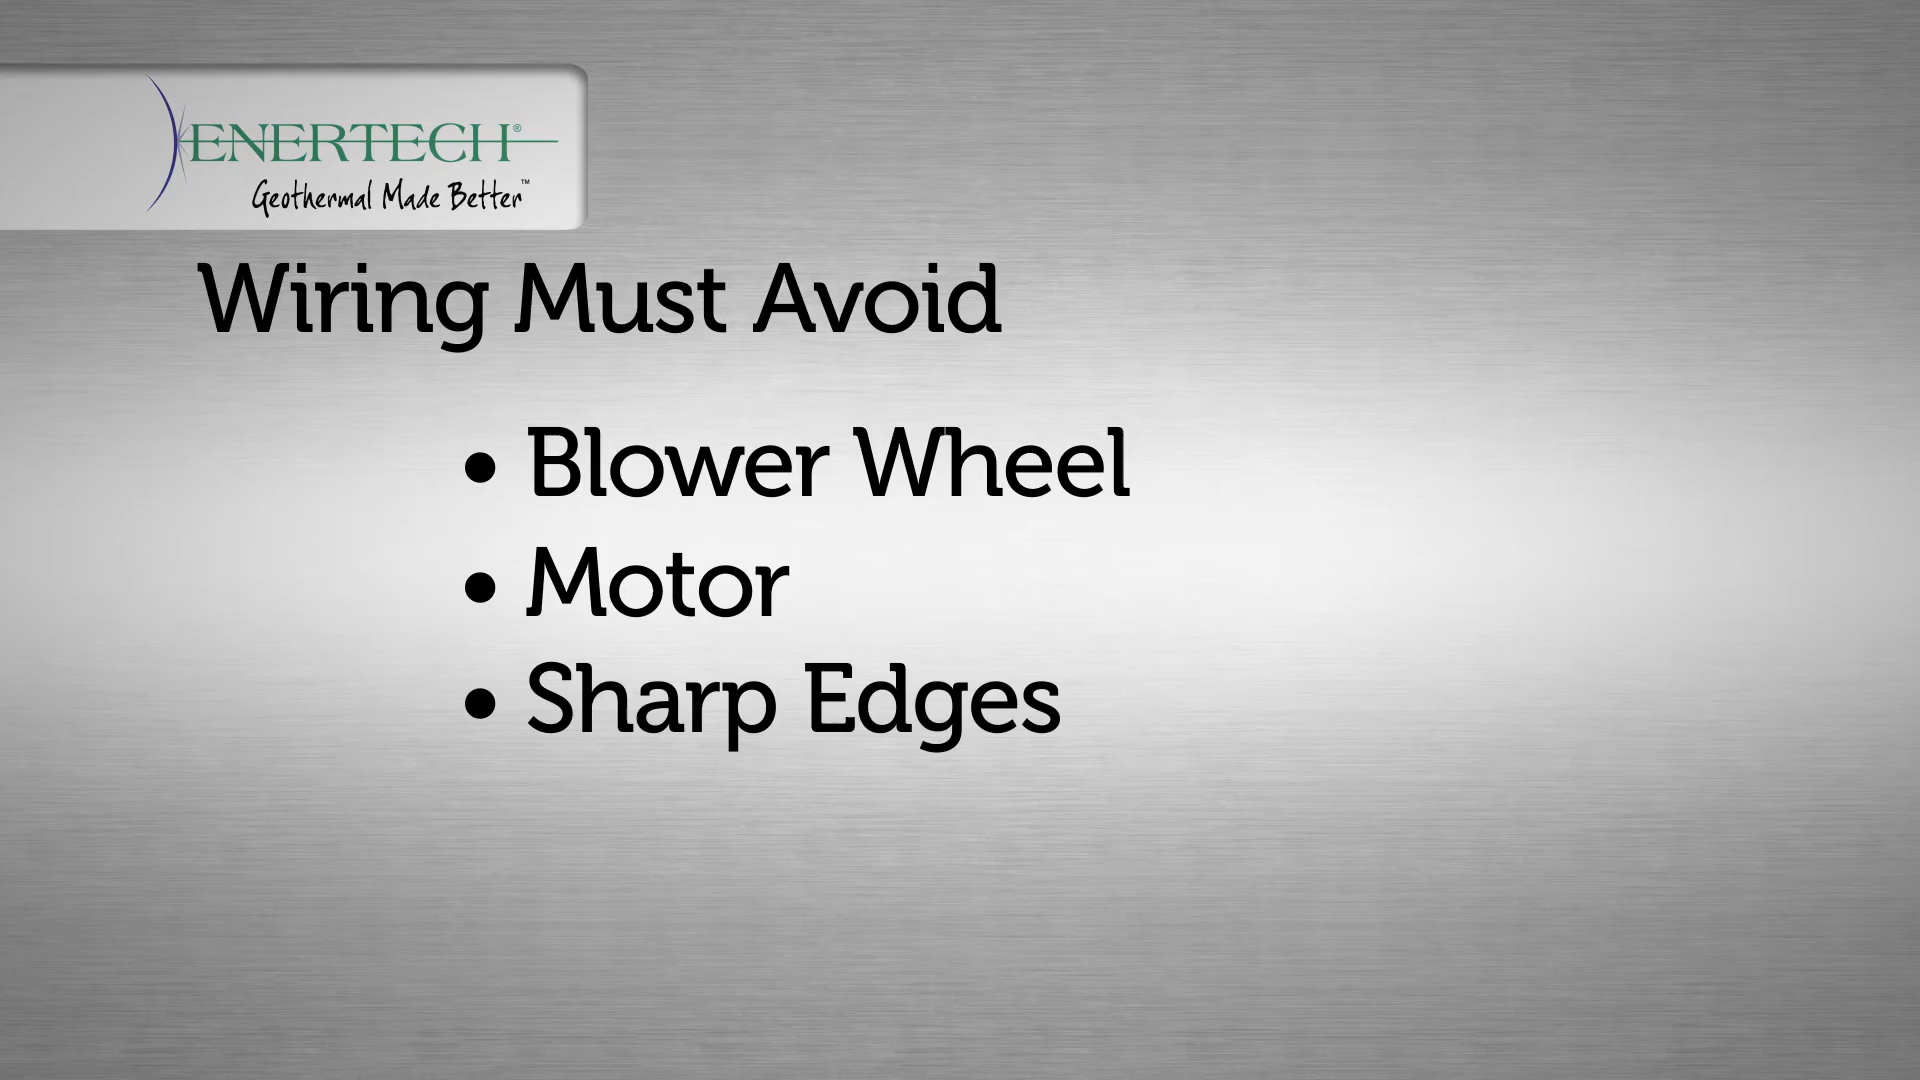 ENERTECH®
Geothermal Made Better™
Wiring Must Avoid
• Blower Wheel
• Motor
• Sharp Edges